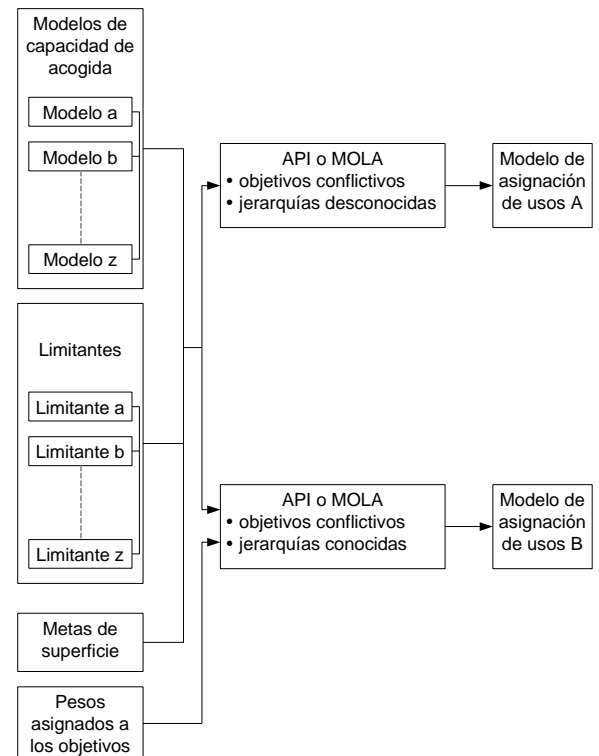 Modelos de
capacidad de
acogida
Modelo a
Modelo b
Modelo z
Limitantes
Limitante a
Limitante b
Limitante z
Metas de
superficie
Pesos
asignados a
los objetivos
API o MOLA
• objetivos conflictivos
• jerarquías desconocidas
Modelo de
asignación
de usos A
API o MOLA
• objetivos conflictivos
• jerarquías conocidas
Modelo de
asignación
de usos B